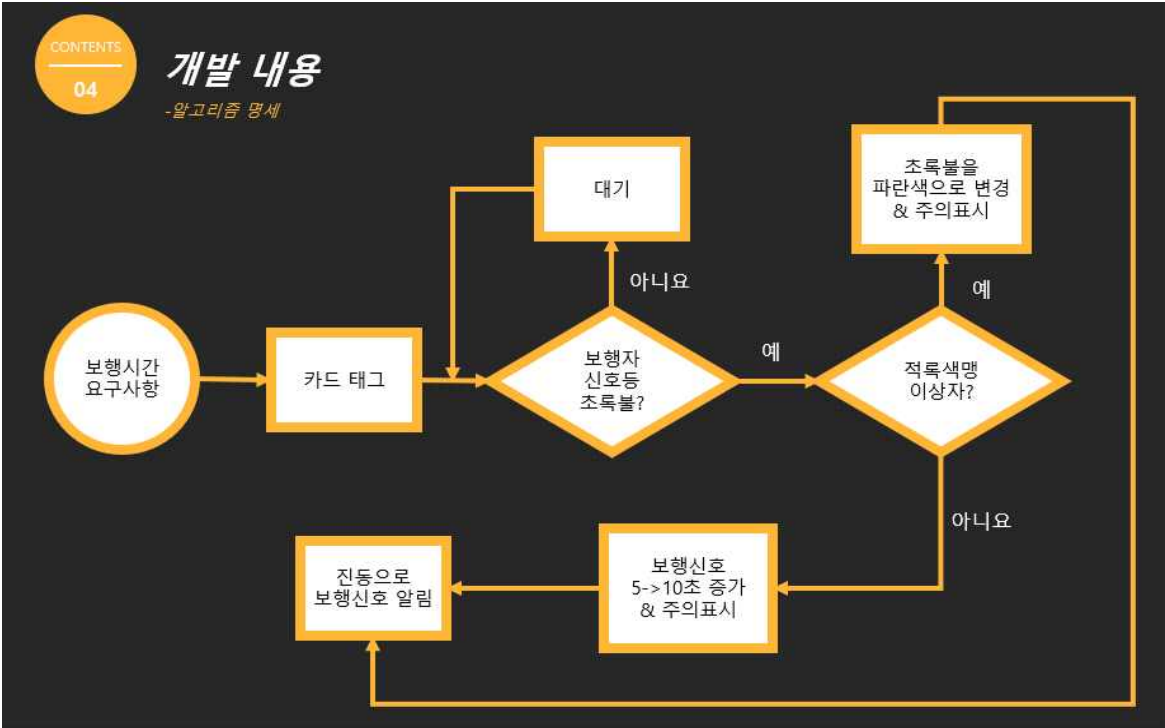 CONTENTS
04
개발 내용
-알고리즘 명세
보행시간
요구사항
카드 태그
대기
아니요
보행자
신호등
초록불?
예
적록색맹
이상자?
예
초록불을
파란색으로 변경
& 주의표시
아니요
보행신호
5->10초 증가
& 주의표시
진동으로
보행신호 알림